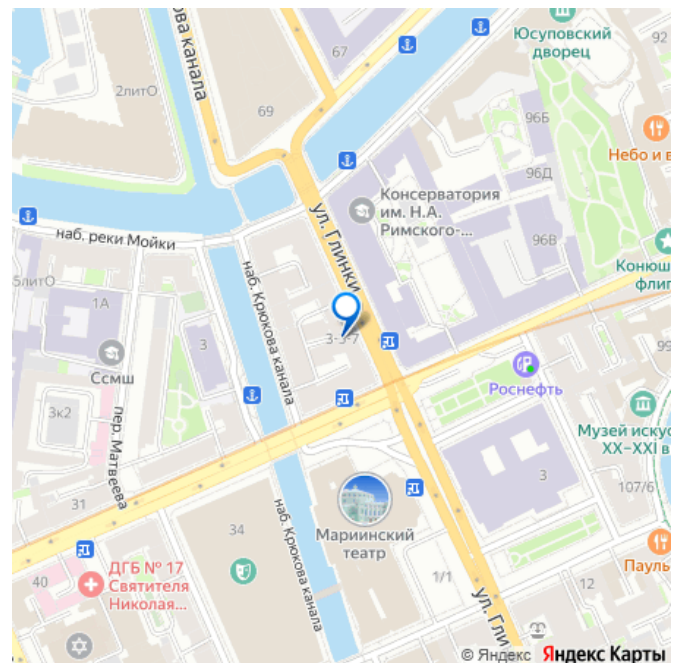 ова канала
67
Юсуповский
дворец
92
2литО
69
96Б
Небо и в
96Д
Консерватория
им. Н.А.
Римского-...
ул. Глинки
наб. реки Мойки
96В
Конюш
флиг
5литО
1А
наб. Крюкова канала
3-5-7
3
Ссмш
99
Роснефть
3к2
пер. Матвеева
Музей искус
XX–XXI в
3
107/6
31
Мариинский
театр
34
наб. Крюкова канала
Пауль
ДГБ № 17
Святителя
Николая...
40
1/1
12
ул. Гли
© Яндекс Яндекс Карты